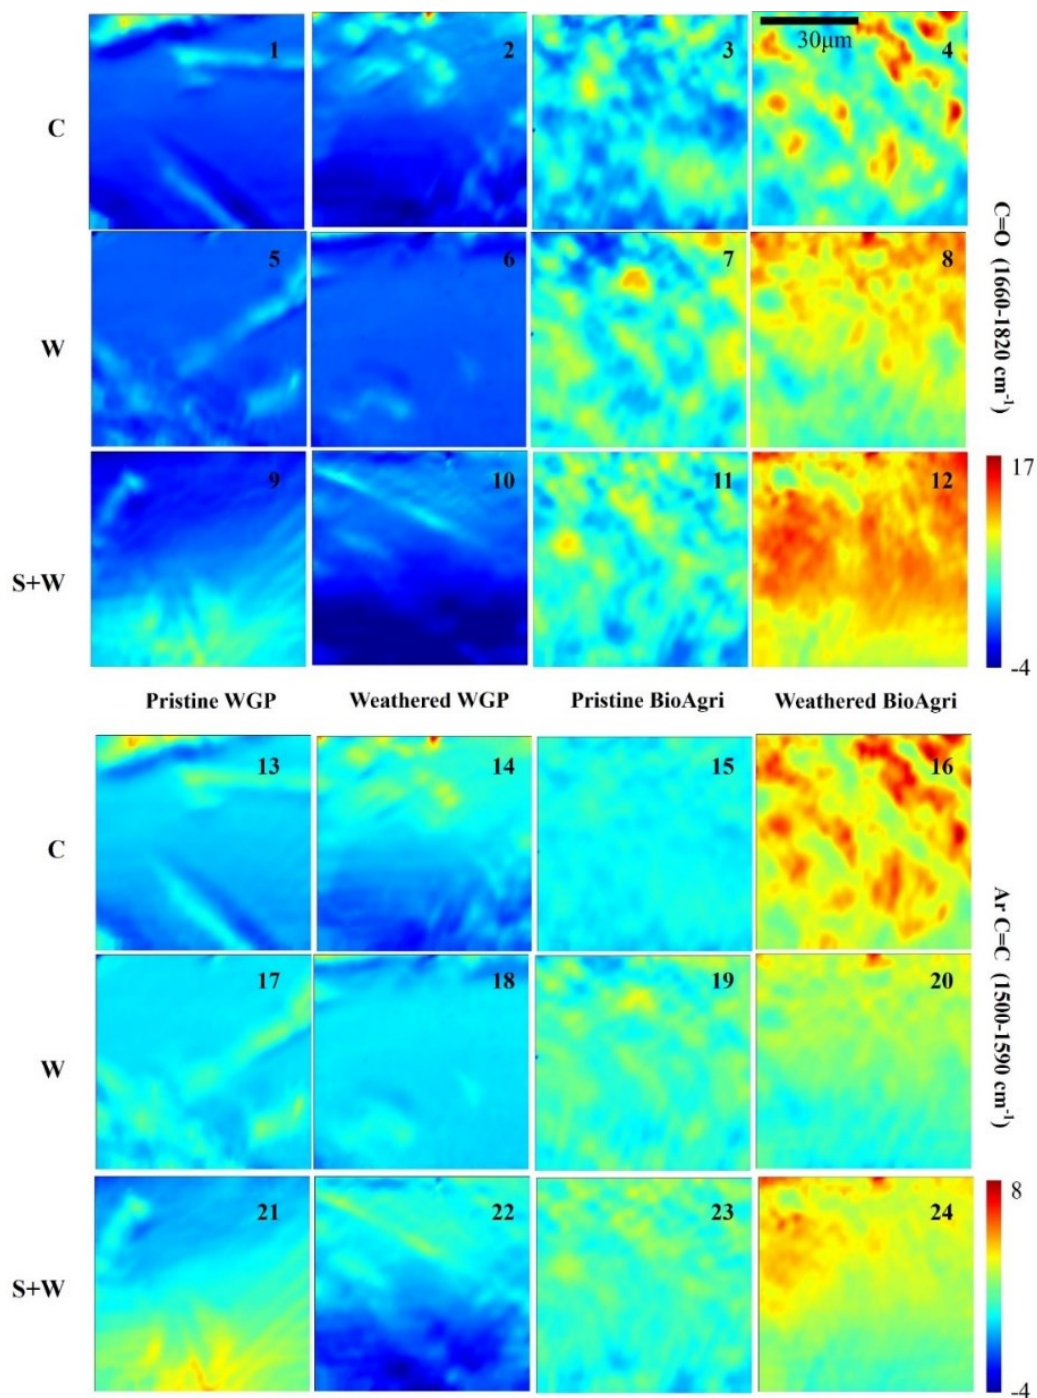 1 2 3 4
30μm
C
5 6 7 8
W
9 10 11 12
S+W
C=O (1660-1820 cm⁻¹)
17
-4
Pristine WGP Weathered WGP Pristine BioAgri Weathered BioAgri
13 14 15 16
C
17 18 19 20
W
21 22 23 24
S+W
Ar C=C (1500-1590 cm⁻¹)
8
-4